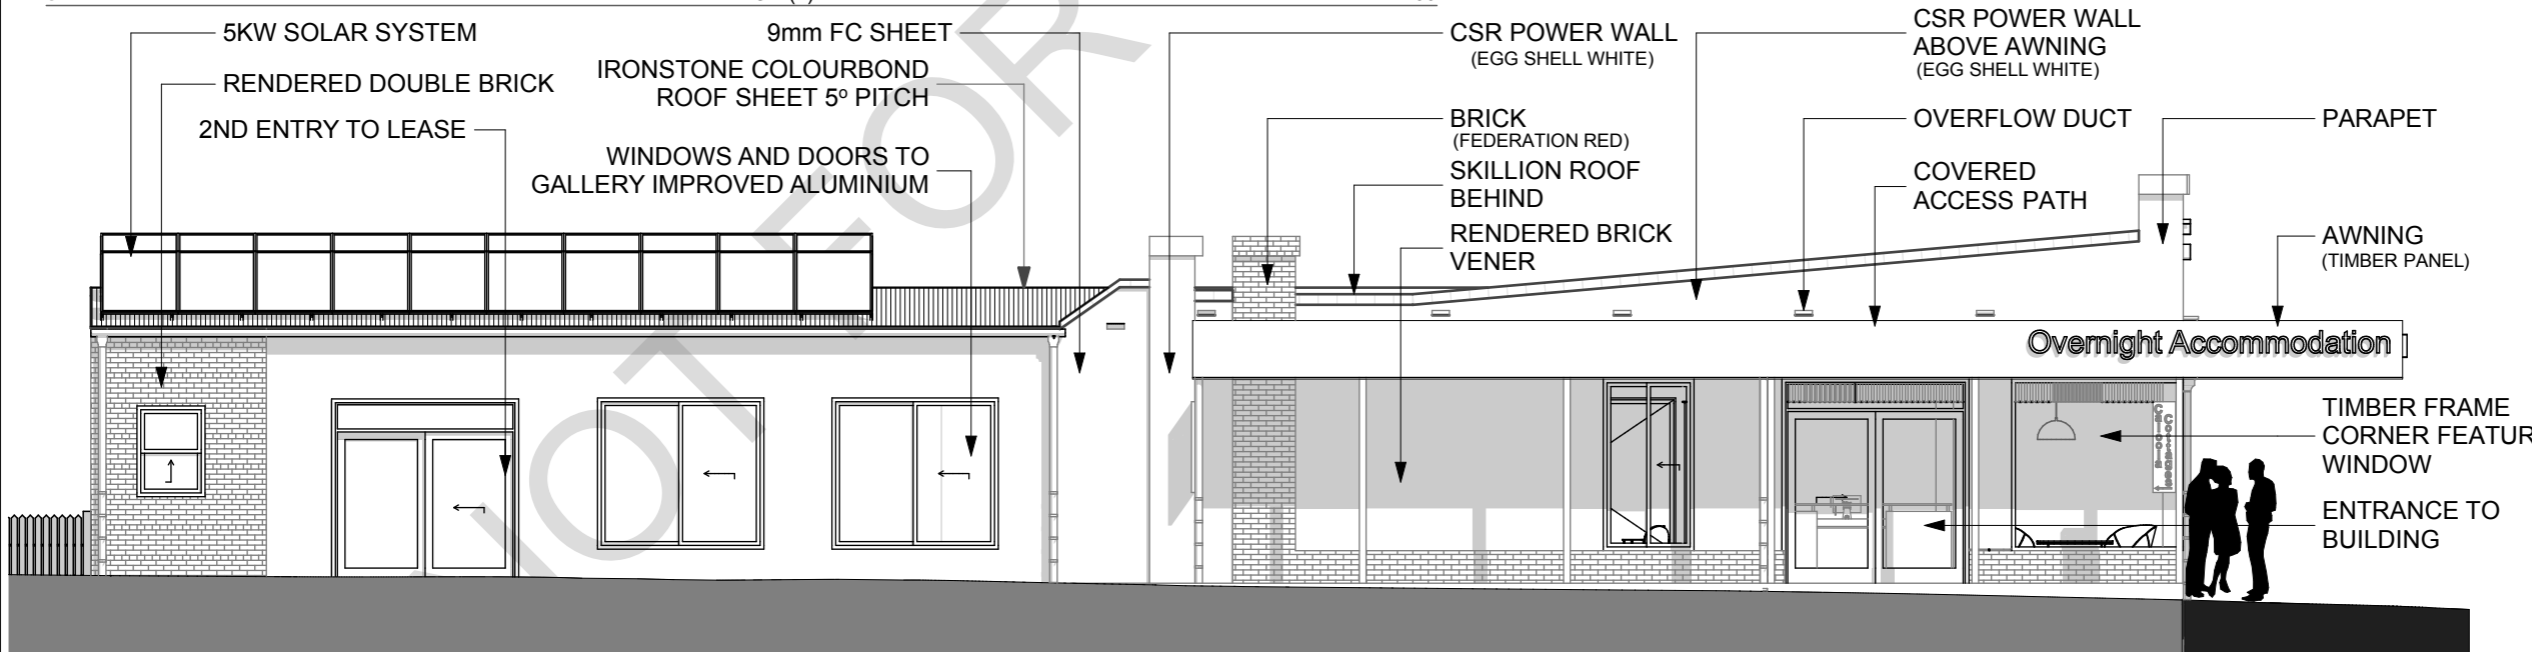 5KW SOLAR SYSTEM
RENDERED DOUBLE BRICK
2ND ENTRY TO LEASE
9mm FC SHEET
IRONSTONE COLOURBOND
ROOF SHEET 5º PITCH
WINDOWS AND DOORS TO
GALLERY IMPROVED ALUMINIUM
CSR POWER WALL
(EGG SHELL WHITE)
BRICK
(FEDERATION RED)
SKILLION ROOF
BEHIND
RENDERED BRICK
VENER
CSR POWER WALL
ABOVE AWNING
(EGG SHELL WHITE)
OVERFLOW DUCT
COVERED
ACCESS PATH
PARAPET
AWNING
(TIMBER PANEL)
TIMBER FRAME
CORNER FEATUR
WINDOW
ENTRANCE TO
BUILDING
Overnight Accommodation
NOT FOR